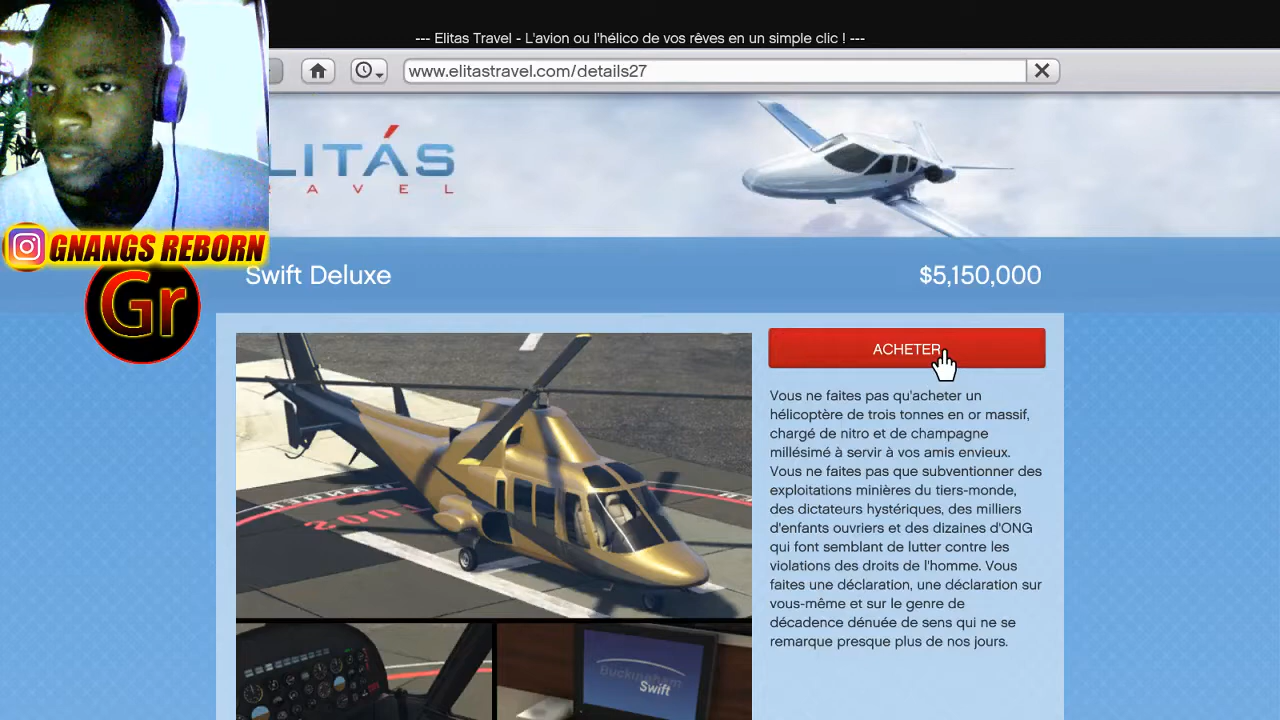 --- Elitas Travel - L'avion ou l'hélico de vos rêves en un simple clic ! ---
www.elitastravel.com/details27
LITÁS
RAVEL
GNANGS REBORN
Gr
Swift Deluxe
$5,150,000
ACHETER
Vous ne faites pas qu'acheter un
hélicoptère de trois tonnes en or massif,
chargé de nitro et de champagne
millésimé à servir à vos amis envieux.
Vous ne faites pas que subventionner des
exploitations minières du tiers-monde,
des dictateurs hystériques, des milliers
d'enfants ouvriers et des dizaines d'ONG
qui font semblant de lutter contre les
violations des droits de l'homme. Vous
faites une déclaration, une déclaration sur
vous-même et sur le genre de
décadence dénuée de sens qui ne se
remarque presque plus de nos jours.
Buckingham
Swift